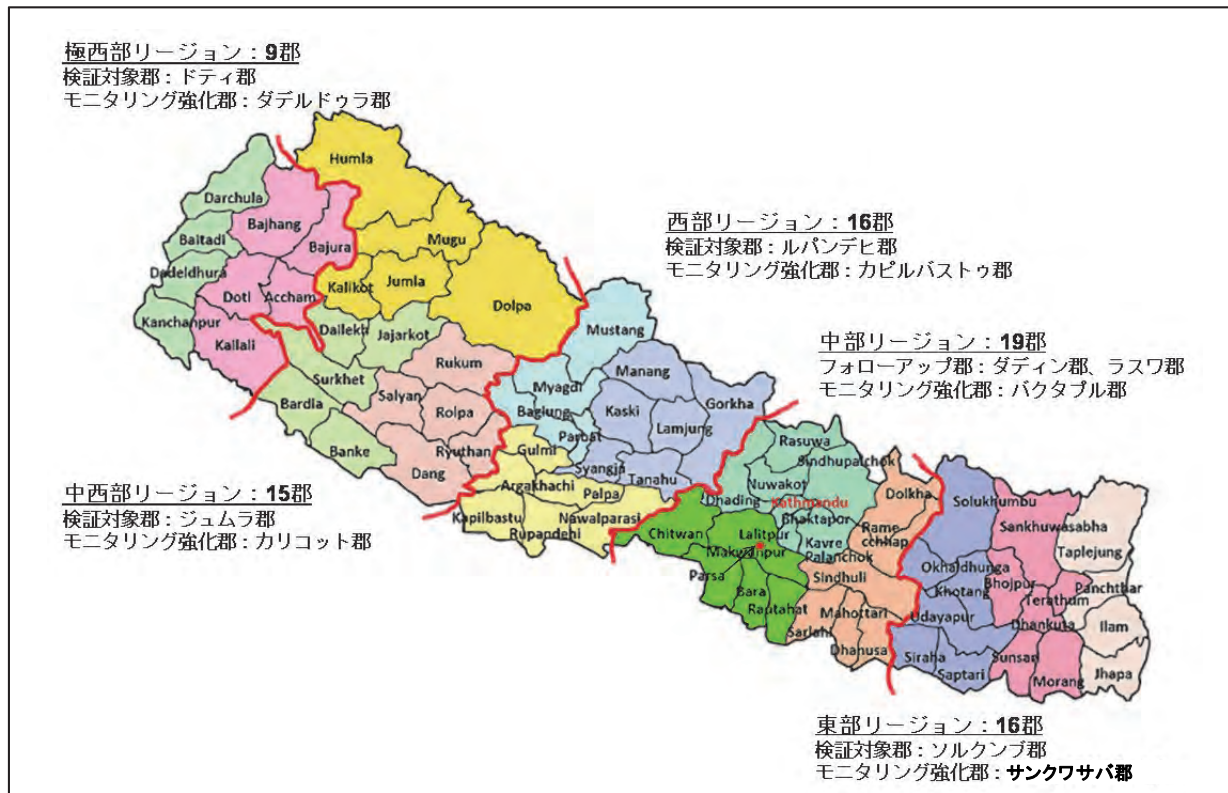 極西部リージョン：9郡
検証対象郡：ドティ郡
モニタリング強化郡：ダデルドゥラ郡
西部リージョン：16郡
検証対象郡：ルパンデヒ郡
モニタリング強化郡：カピルバストゥ郡
中部リージョン：19郡
フォローアップ郡：ダディン郡、ラスワ郡
モニタリング強化郡：バクタプル郡
中西部リージョン：15郡
検証対象郡：ジュムラ郡
モニタリング強化郡：カリコット郡
東部リージョン：16郡
検証対象郡：ソルクンブ郡
モニタリング強化郡：サンクワサバ郡
Humla
Darchula
Bajhang
Baitadi
Bajura
Mugu
Dadeldhura
Doti
Accham
Kalikot
Jumla
Dolpa
Kanchanpur
Kailali
Dailekh
Jajarkot
Mustang
Surkhet
Rukum
Manang
Bardia
Salyan
Myagdi
Gorkha
Rolpa
Baglung
Kaski
Lamjung
Banke
Parbat
Ryuthan
Gulmi
Dang
Syangja
Tanahu
Argakhachi
Palpa
Kapilbastu
Nawalparasi
Rupandehi
Rasuwa
Sindhupalchok
Nuwakot
Dhading
Kathmandu
Dolkha
Bhaktapor
Solukhumbu
Chitwan
Lalitpur
Kavre
Palanchok
Rame
cchhap
Sankhuwasabha
Taplejung
Makwanpur
Sindhuli
Okhaldhunga
Bhojpur
Panchthar
Parsa
Khotang
Terathum
Bara
Mahottari
Udayapur
Dhankuta
Ilam
Rautahat
Sarlahi
Dhanusa
Siraha
Saptari
Sunsari
Morang
Jhapa